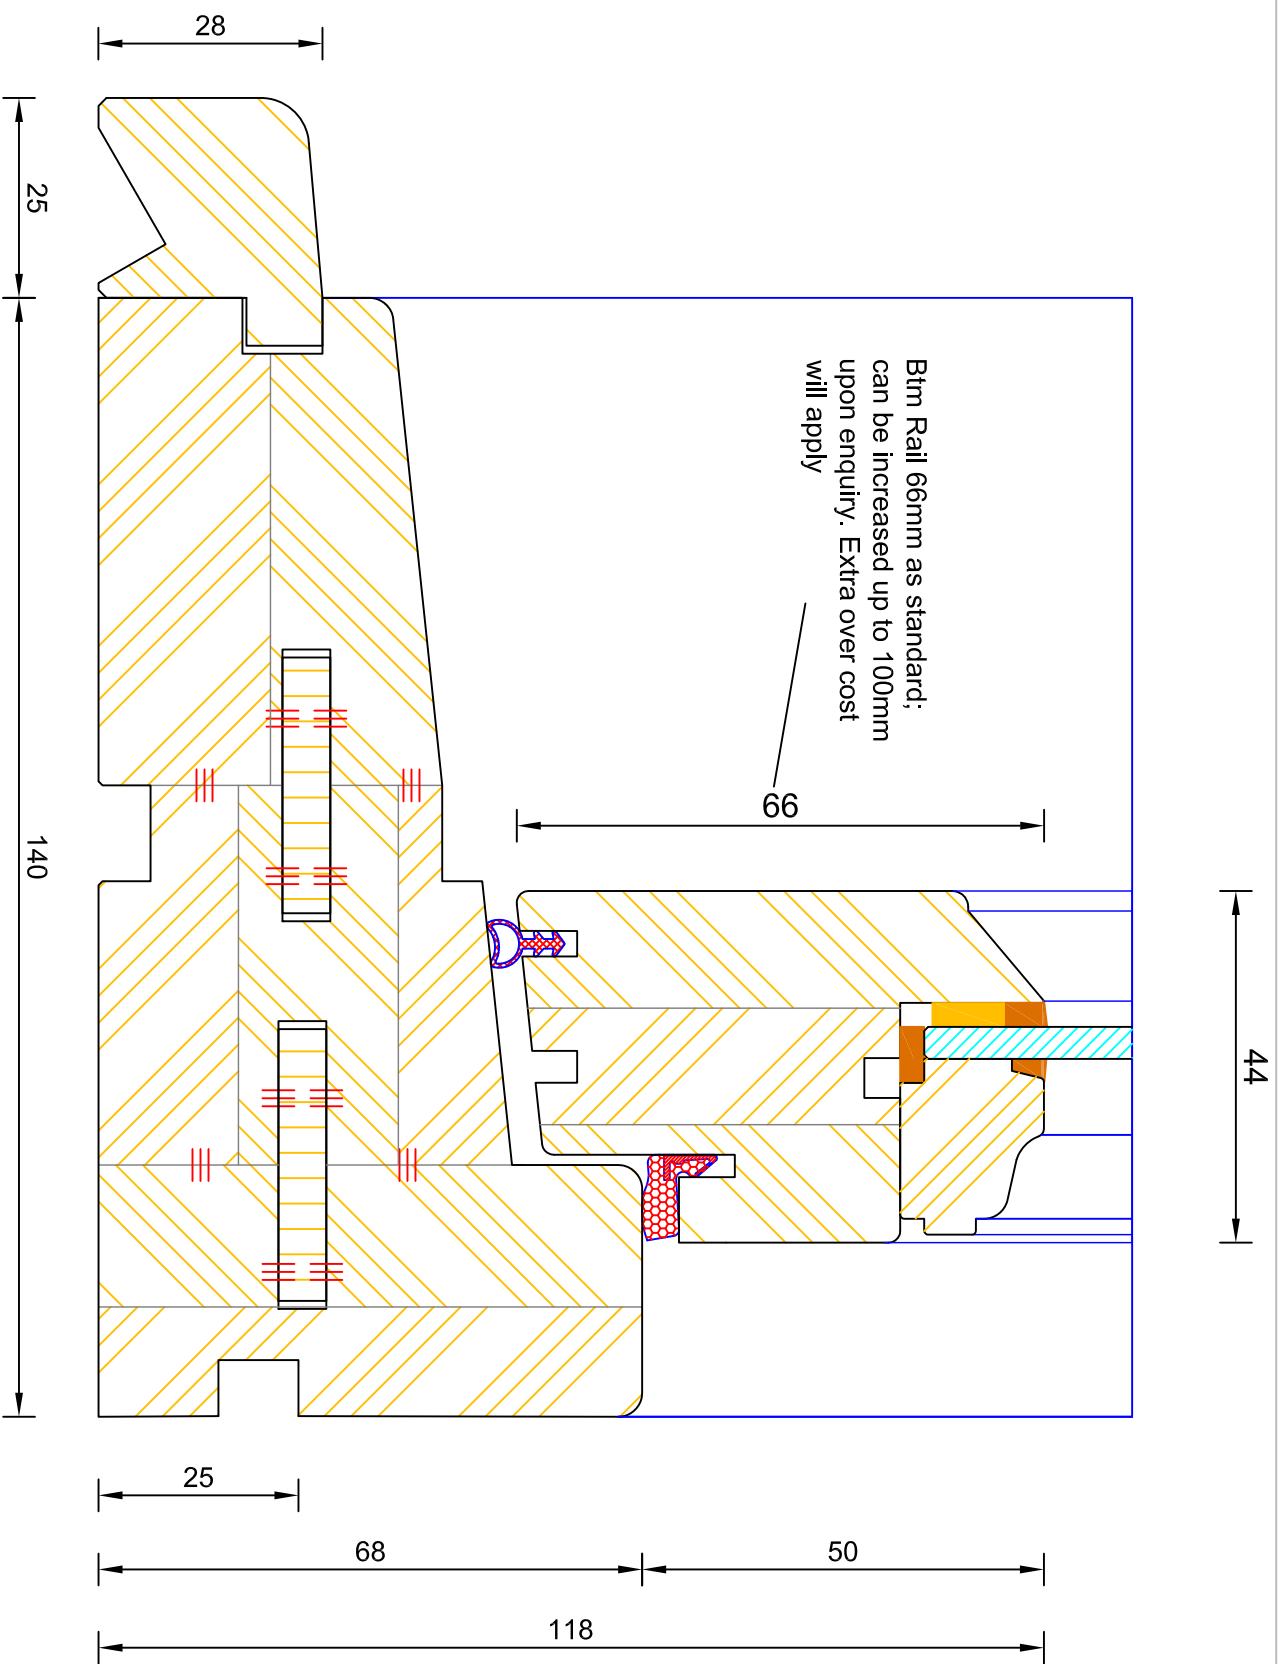 28
25
Btm Rail 66mm as standard;
can be increased up to 100mm
upon enquiry. Extra over cost
will apply
66
44
140
25
68
50
118